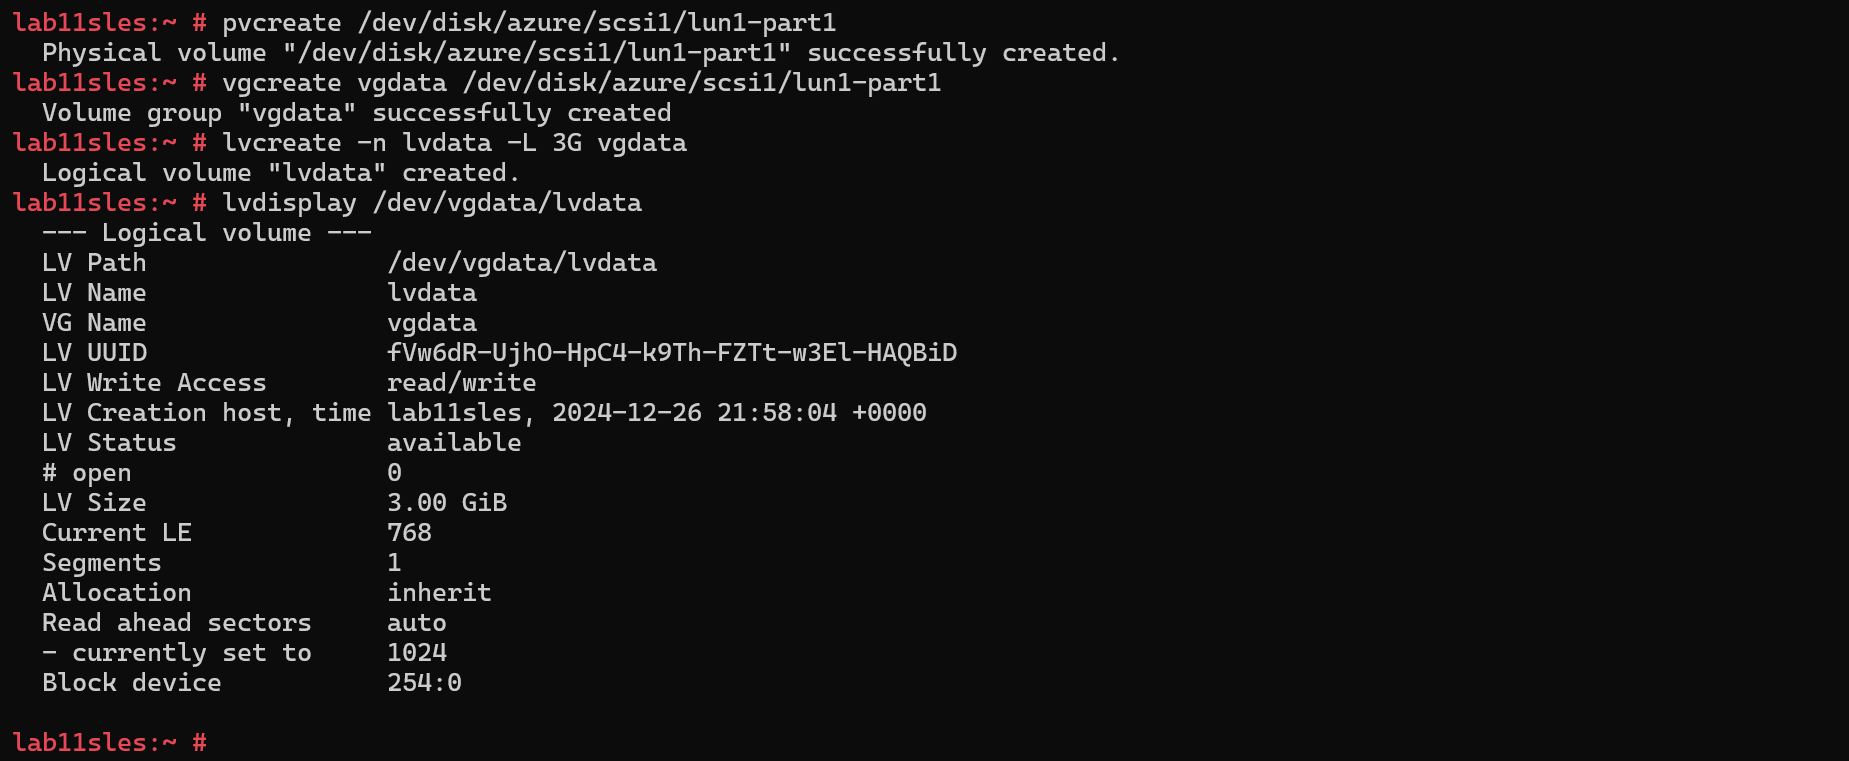 lab11sles:~ # pvcreate /dev/disk/azure/scsi1/lun1-part1
  Physical volume "/dev/disk/azure/scsi1/lun1-part1" successfully created.
lab11sles:~ # vgcreate vgdata /dev/disk/azure/scsi1/lun1-part1
  Volume group "vgdata" successfully created
lab11sles:~ # lvcreate -n lvdata -L 3G vgdata
  Logical volume "lvdata" created.
lab11sles:~ # lvdisplay /dev/vgdata/lvdata
  --- Logical volume ---
  LV Path                /dev/vgdata/lvdata
  LV Name                lvdata
  VG Name                vgdata
  LV UUID                fVw6dR-UjhO-HpC4-k9Th-FZTt-w3El-HAQBiD
  LV Write Access        read/write
  LV Creation host, time lab11sles, 2024-12-26 21:58:04 +0000
  LV Status              available
  # open                 0
  LV Size                3.00 GiB
  Current LE             768
  Segments               1
  Allocation             inherit
  Read ahead sectors     auto
  - currently set to     1024
  Block device           254:0
lab11sles:~ #